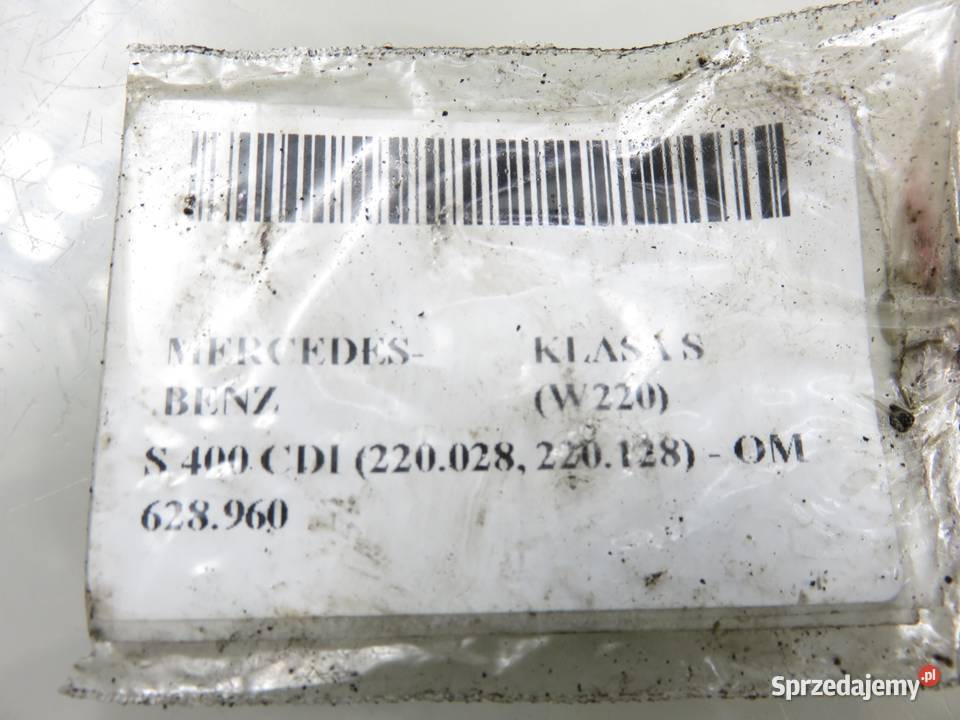 MERCEDES- KLASA S
BENZ (W220)
S 400 CDI (220.028, 220.128) - OM
628.960
Sprzedajemy.pl